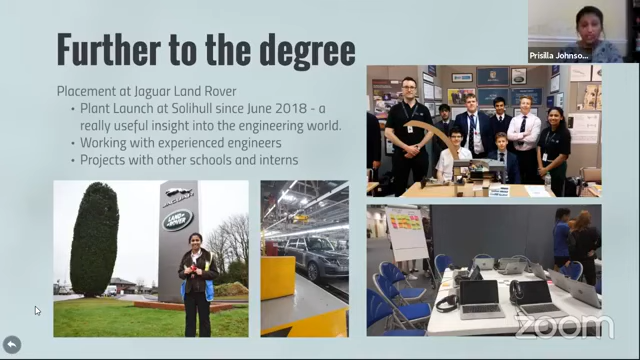 Further to the degree
Placement at Jaguar Land Rover
• Plant Launch at Solihull since June 2018 - a
really useful insight into the engineering world.
• Working with experienced engineers
• Projects with other schools and interns
Prisilla Johnso...
JAGUAR
LAND
ROVER
zoom